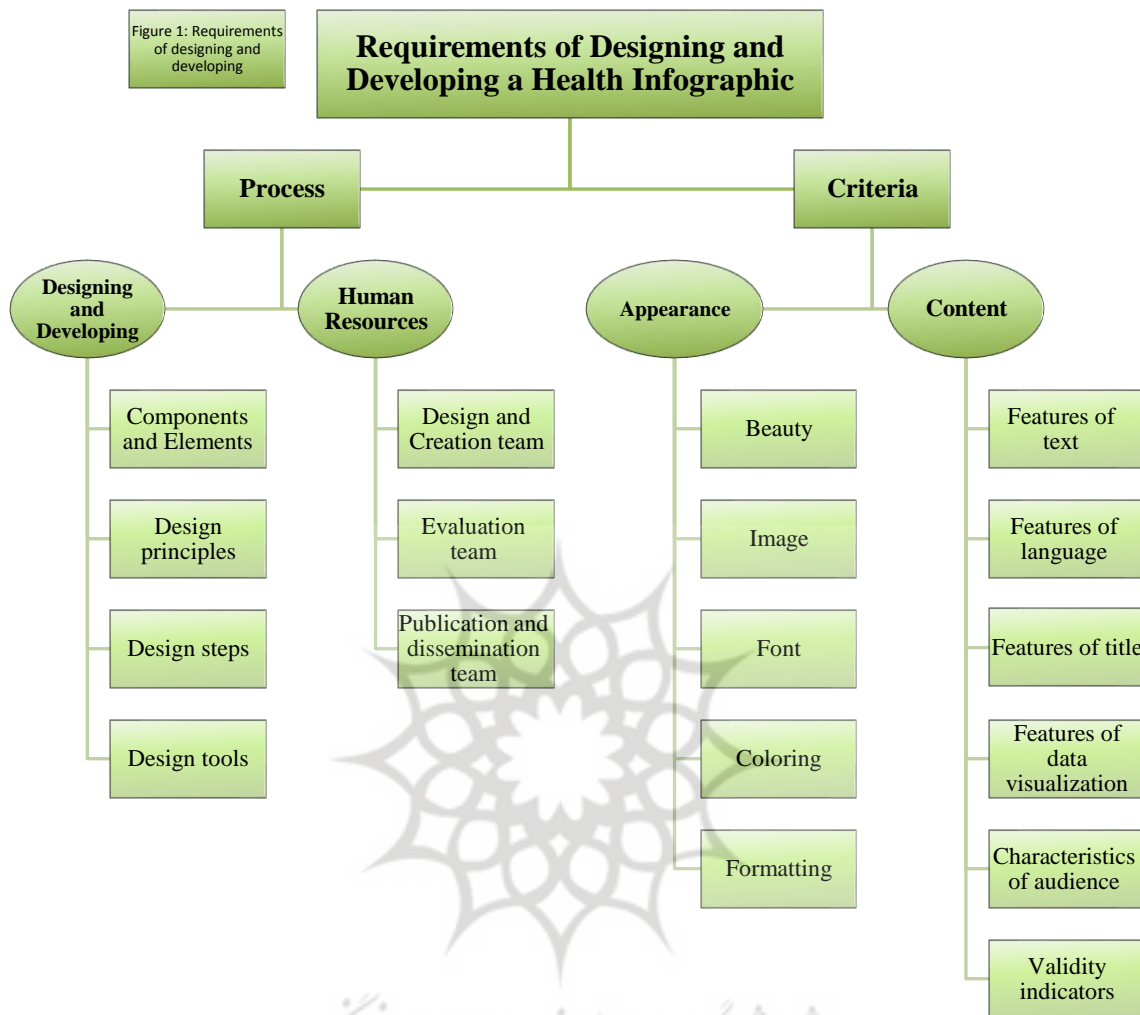 Figure 1: Requirements
of designing and
developing
Requirements of Designing and
Developing a Health Infographic
Process
Criteria
Designing
and
Developing
Human
Resources
Appearance
Content
Components
and Elements
Design
principles
Design steps
Design tools
Design and
Creation team
Evaluation
team
Publication and
dissemination
team
Beauty
Image
Font
Coloring
Formatting
Features of
text
Features of
language
Features of title
Features of
data
visualization
Characteristics
of audience
Validity
indicators